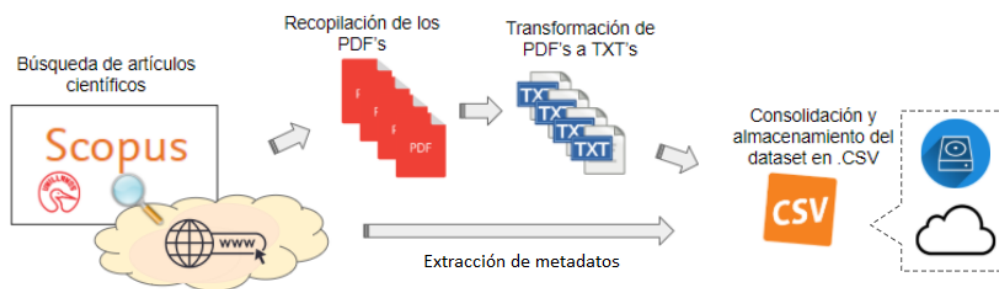 Búsqueda de artículos
científicos
Scopus
UNILLANOS
www
Recopilación de los
PDF's
PDF
Transformación de
PDF's a TXT's
TXT
TXT
TXT
TXT
Extracción de metadatos
Consolidación y
almacenamiento del
dataset en .CSV
CSV